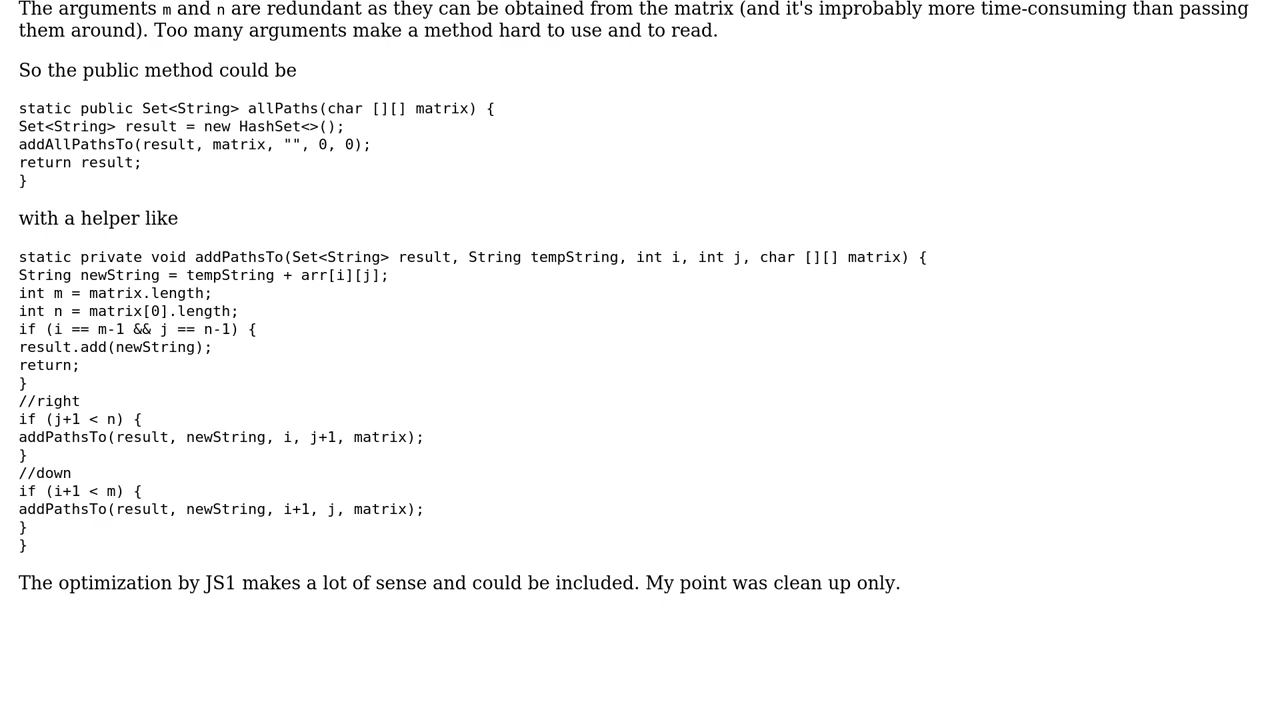 The arguments m and n are redundant as they can be obtained from the matrix (and it's improbably more time-consuming than passing
them around). Too many arguments make a method hard to use and to read.
So the public method could be
static public Set<String> allPaths(char [][] matrix) {
Set<String> result = new HashSet<>();
addAllPathsTo(result, matrix, "", 0, 0);
return result;
}
with a helper like
static private void addPathsTo(Set<String> result, String tempString, int i, int j, char [][] matrix) {
String newString = tempString + arr[i][j];
int m = matrix.length;
int n = matrix[0].length;
if (i == m-1 && j == n-1) {
result.add(newString);
return;
}
//right
if (j+1 < n) {
addPathsTo(result, newString, i, j+1, matrix);
}
//down
if (i+1 < m) {
addPathsTo(result, newString, i+1, j, matrix);
}
}
The optimization by JS1 makes a lot of sense and could be included. My point was clean up only.